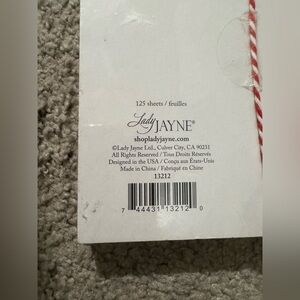 125 sheets / feuilles
Lady
JAYNE®
shopladyjayne.com
©Lady Jayne Ltd., Culver City, CA 90231
All Rights Reserved / Tous Droits Réservés
Designed in the USA / Conçu aux États-Unis
Made in China / Fabriqué en Chine
13212
7 44431 13212 0